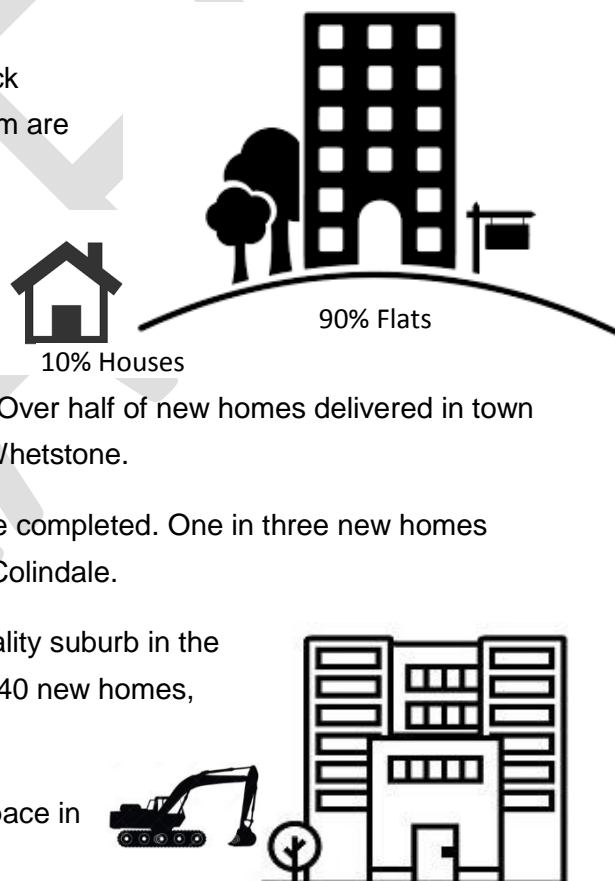 ck
m are
90% Flats
10% Houses
Over half of new homes delivered in town
Whetstone.
e completed. One in three new homes
Colindale.
ality suburb in the
40 new homes,
pace in